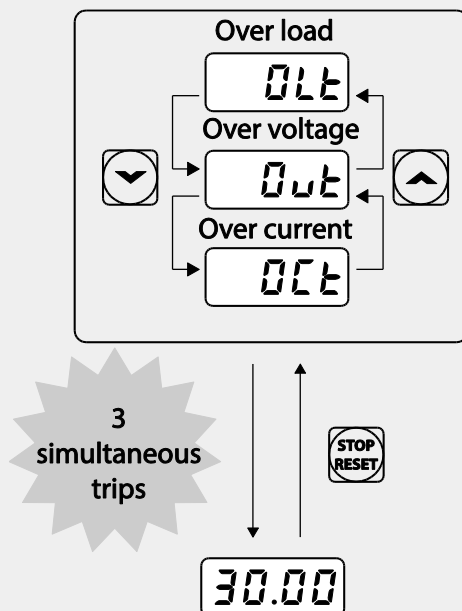 Over load
OLt
Over voltage
Out
Over current
OCt
3
simultaneous
trips
STOP
RESET
30.00